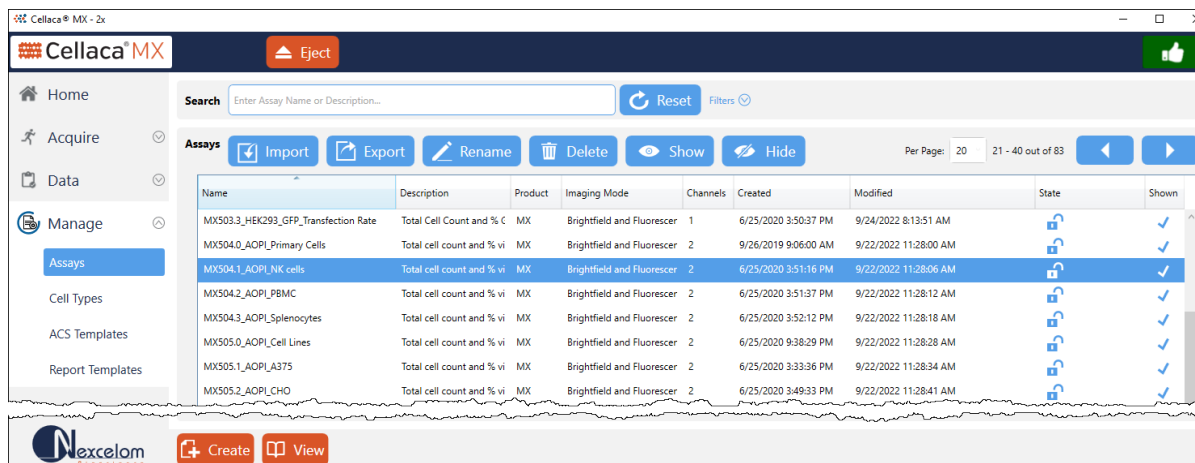 Cellaca® MX - 2x
Cellaca® MX
Eject
Home
Acquire
Data
Manage
Assays
Cell Types
ACS Templates
Report Templates
Nexcelom
Search Enter Assay Name or Description... Reset Filters
Assays Import Export Rename Delete Show Hide Per Page: 20 21 - 40 out of 83
Name Description Product Imaging Mode Channels Created Modified State Shown
MX503.3_HEK293_GFP_Transfection Rate Total Cell Count and % MX Brightfield and Fluorescer 1 6/25/2020 3:50:37 PM 9/24/2022 8:13:51 AM
MX504.0_AOPI_Primary Cells Total cell count and % vi MX Brightfield and Fluorescer 2 9/26/2019 9:06:00 AM 9/22/2022 11:28:00 AM
MX504.1_AOPI_NK cells Total cell count and % vi MX Brightfield and Fluorescer 2 6/25/2020 3:51:16 PM 9/22/2022 11:28:06 AM
MX504.2_AOPI_PBMC Total cell count and % vi MX Brightfield and Fluorescer 2 6/25/2020 3:51:37 PM 9/22/2022 11:28:12 AM
MX504.3_AOPI_Splenocytes Total cell count and % vi MX Brightfield and Fluorescer 2 6/25/2020 3:52:12 PM 9/22/2022 11:28:18 AM
MX505.0_AOPI_Cell Lines Total cell count and % vi MX Brightfield and Fluorescer 2 6/25/2020 9:38:29 PM 9/22/2022 11:28:28 AM
MX505.1_AOPI_A375 Total cell count and % vi MX Brightfield and Fluorescer 2 6/25/2020 3:33:36 PM 9/22/2022 11:28:34 AM
MX505.2_AOPI_CHO Total cell count and % vi MX Brightfield and Fluorescer 2 6/25/2020 3:49:33 PM 9/22/2022 11:28:41 AM
Create View